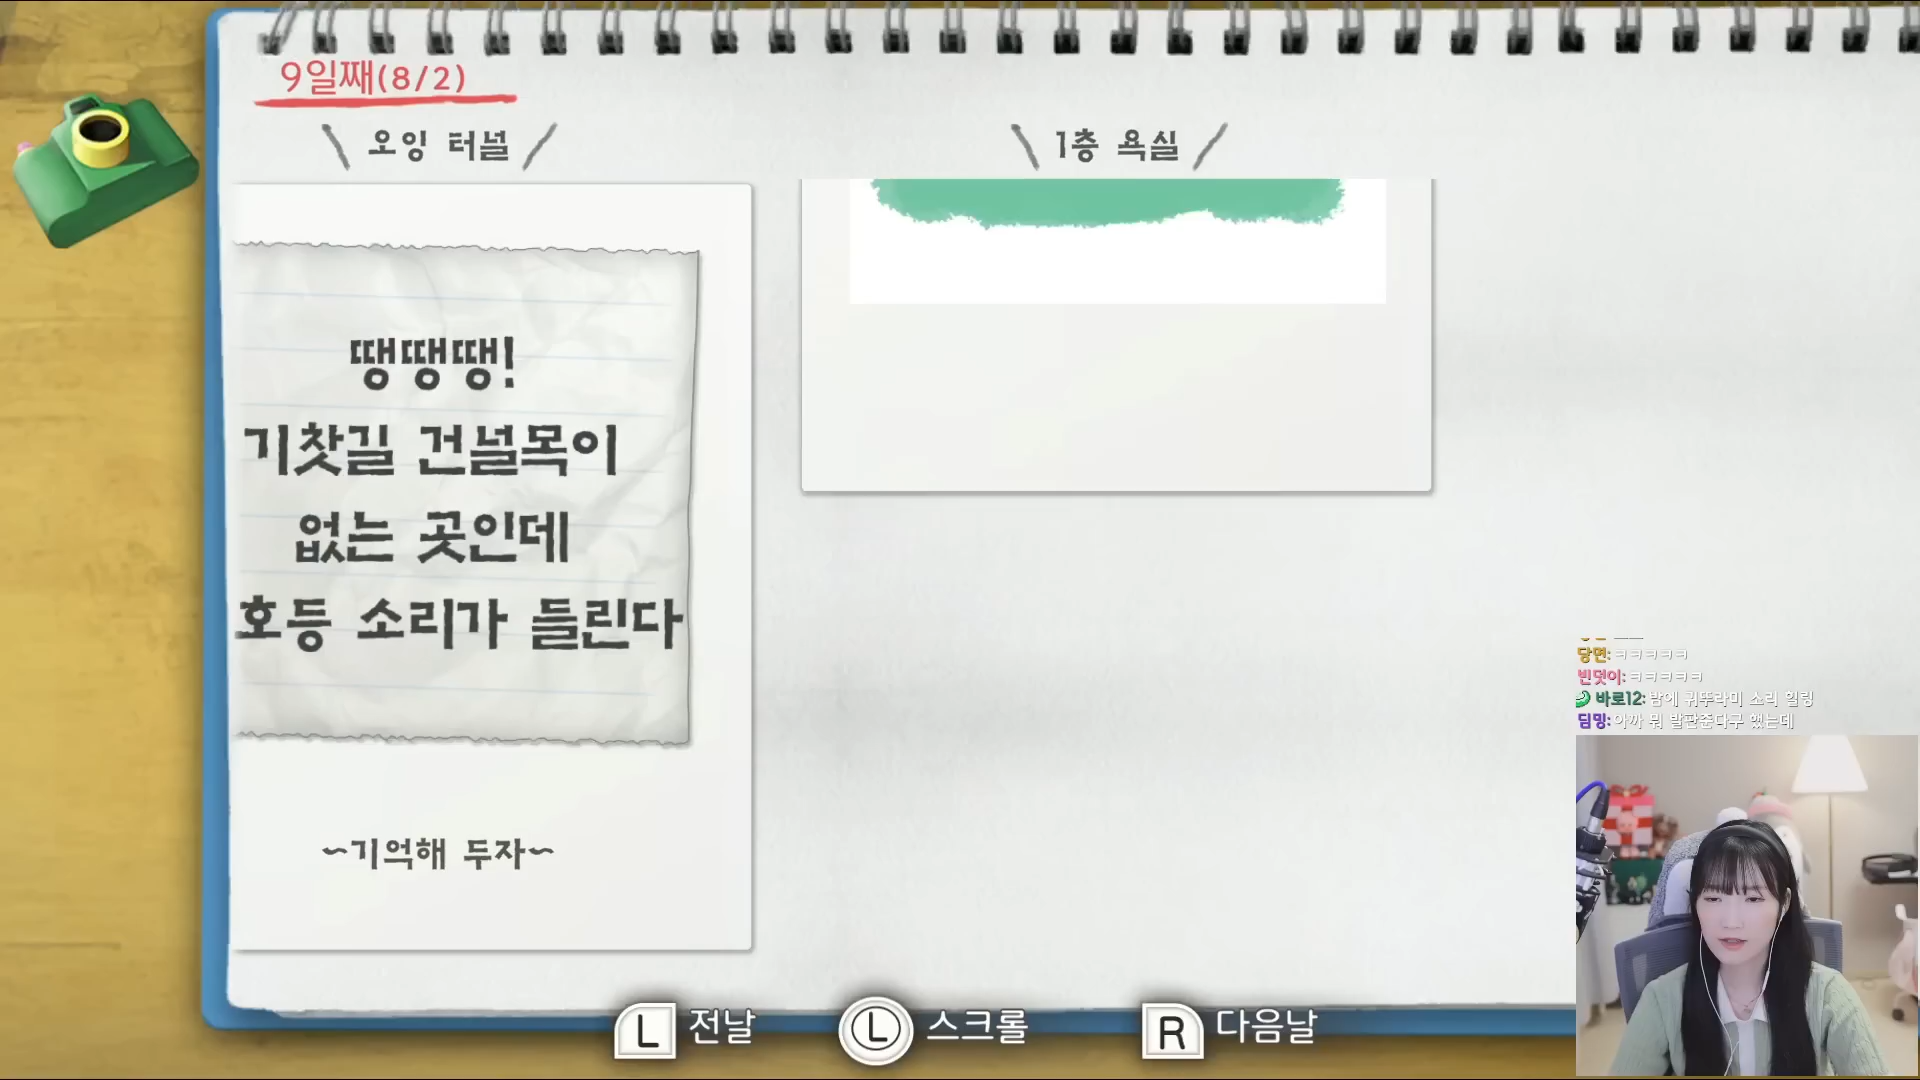 9일째(8/2)
오잉 터널
1층 욕실
땡땡땡!
기찻길 건널목이
없는 곳인데
호등 소리가 들린다
~기억해 두자~
당면: ㅋㅋㅋㅋㅋ
빈덧이: ㅋㅋㅋㅋㅋ
바로12: 밤에 귀뚜라미 소리 힐링
딤밍: 아까 뭐 발판준다구 했는데
L 전날
L 스크롤
R 다음날